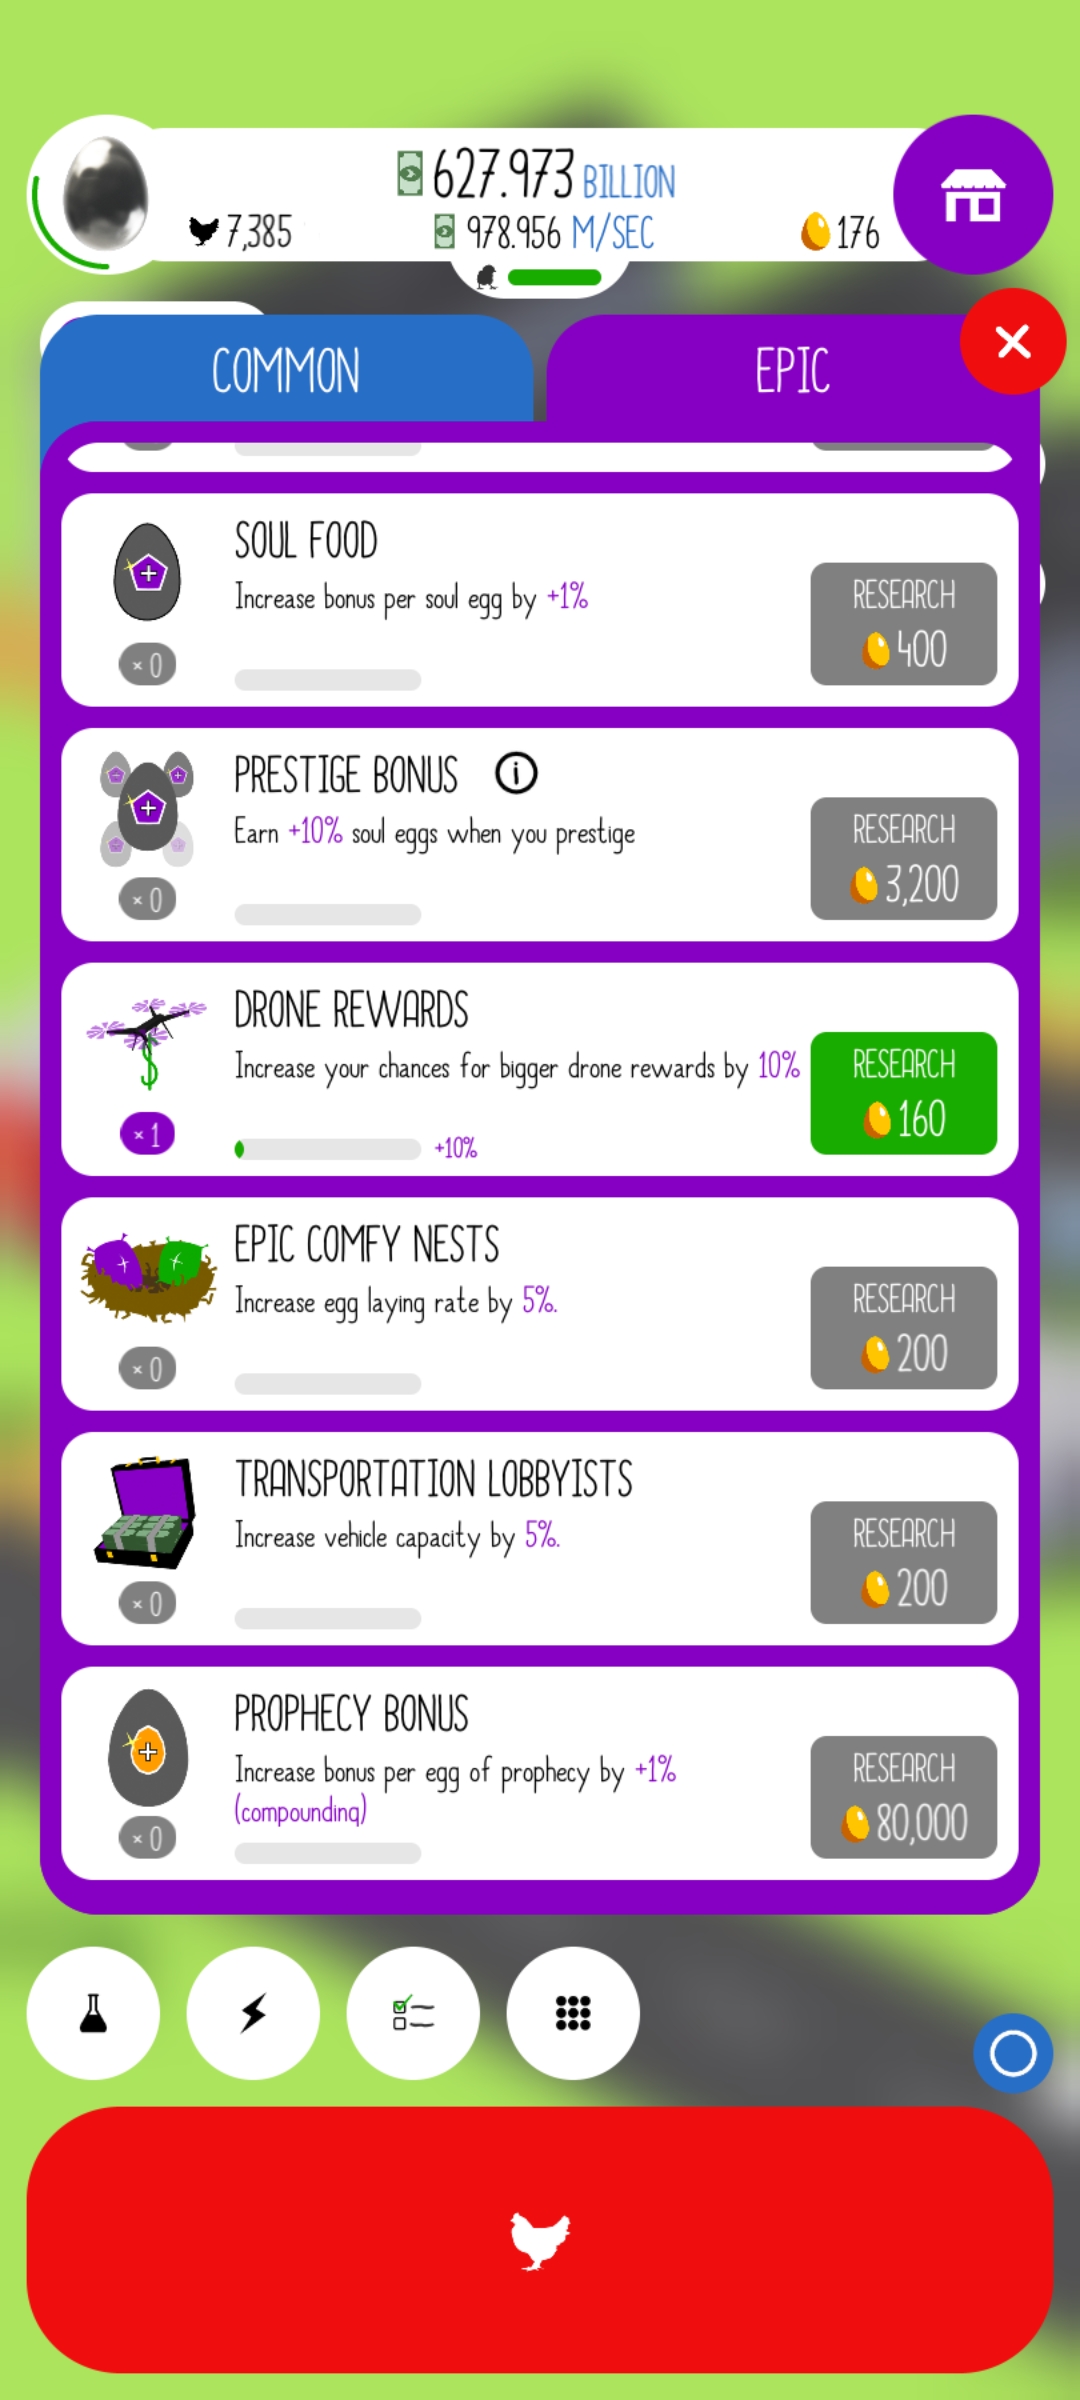 627.973 BILLION
7,385
978.956 M/SEC
176
COMMON
EPIC
SOUL FOOD
Increase bonus per soul egg by +1%
RESEARCH
400
× 0
PRESTIGE BONUS i
Earn +10% soul eggs when you prestige
RESEARCH
3,200
× 0
DRONE REWARDS
Increase your chances for bigger drone rewards by 10%
RESEARCH
160
× 1
+10%
EPIC COMFY NESTS
Increase egg laying rate by 5%.
RESEARCH
200
× 0
TRANSPORTATION LOBBYISTS
Increase vehicle capacity by 5%.
RESEARCH
200
× 0
PROPHECY BONUS
Increase bonus per egg of prophecy by +1%
(compounding)
RESEARCH
80,000
× 0